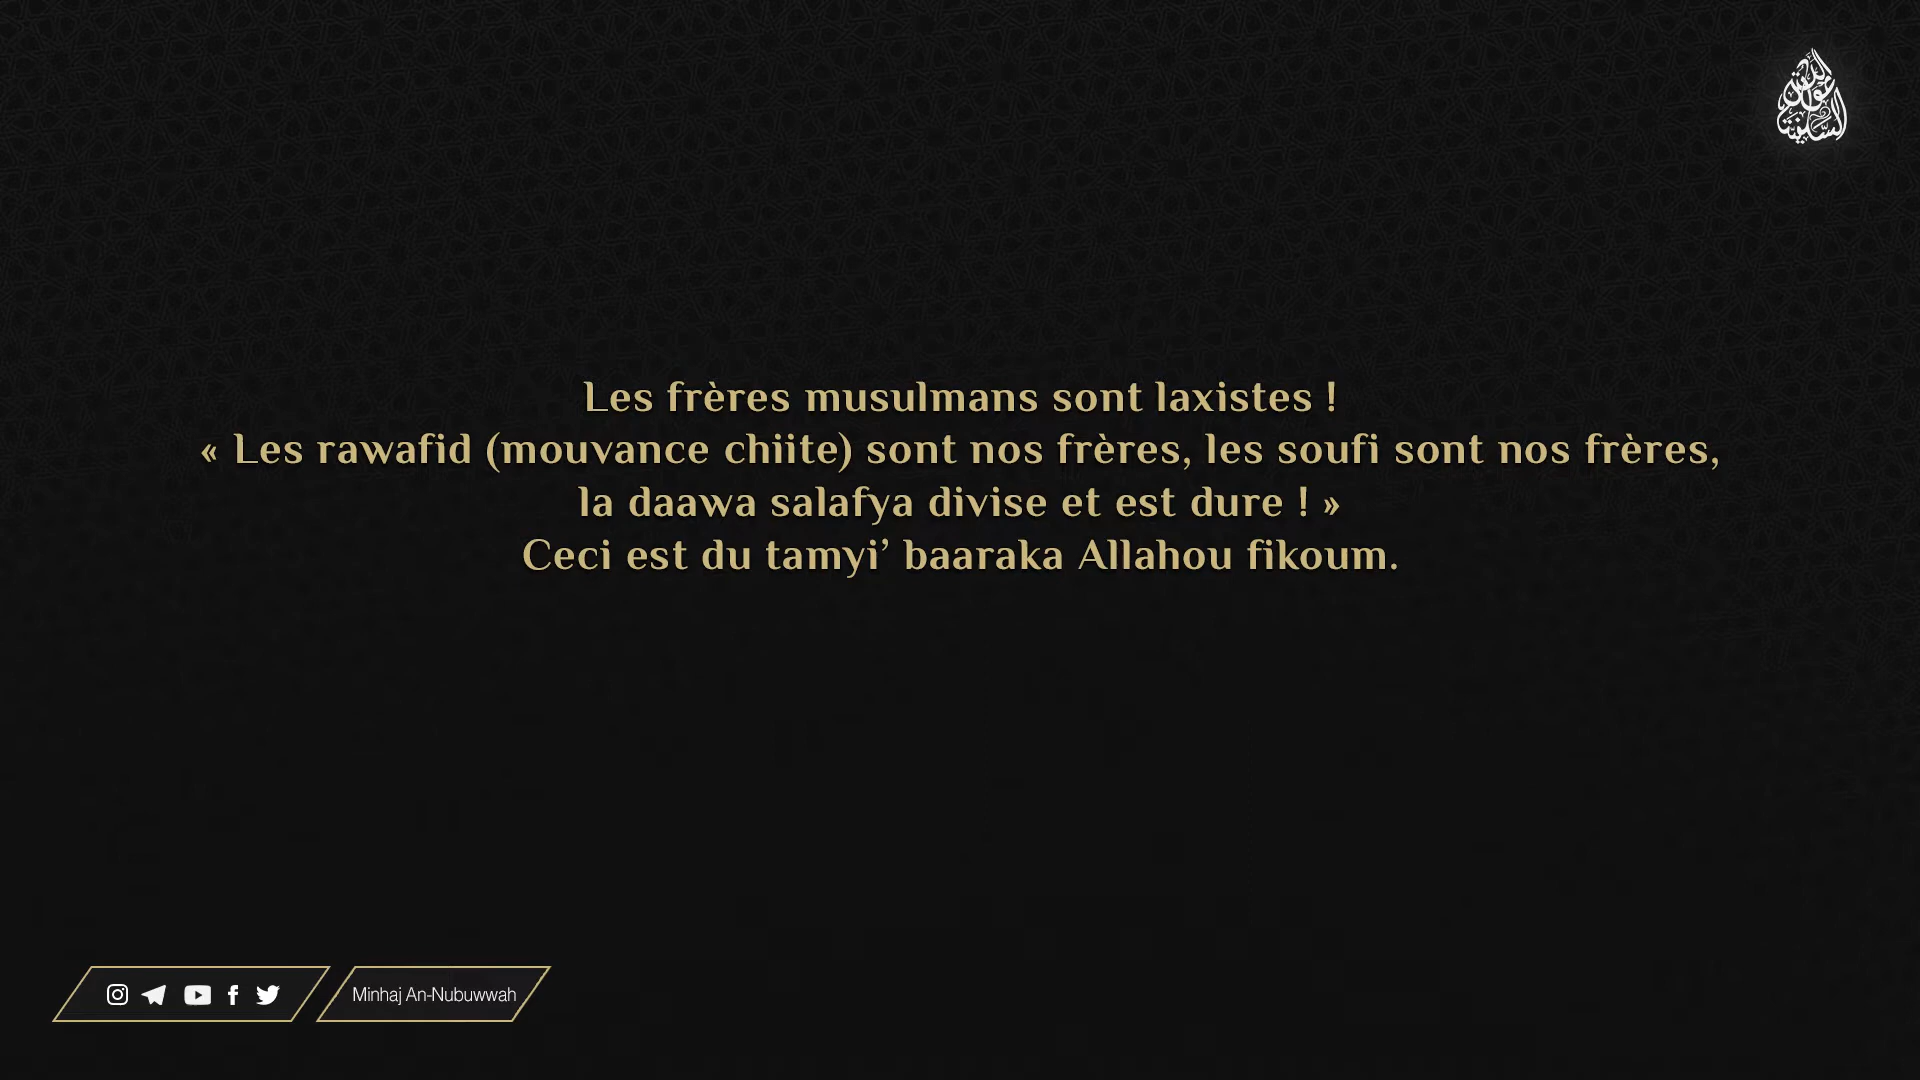 Les frères musulmans sont laxistes !
« Les rawafid (mouvance chiite) sont nos frères, les soufi sont nos frères,
la daawa salafya divise et est dure ! »
Ceci est du tamyi’ baaraka Allahou fikoum.
Minhaj An-Nubuwwah